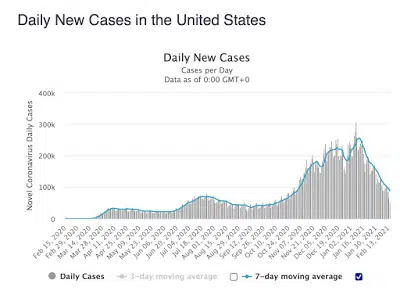 Daily New Cases in the United States
Daily New Cases
Cases per Day
Data as of 0:00 GMT+0
Novel Coronavirus Daily Cases
400k
300k
200k
100k
0
Feb 15, 2020
Feb 29, 2020
Mar 14, 2020
Mar 28, 2020
Apr 11, 2020
Apr 25, 2020
May 09, 2020
May 23, 2020
Jun 06, 2020
Jun 20, 2020
Jul 04, 2020
Jul 18, 2020
Aug 01, 2020
Aug 15, 2020
Aug 29, 2020
Sep 12, 2020
Sep 26, 2020
Oct 10, 2020
Oct 24, 2020
Nov 07, 2020
Nov 21, 2020
Dec 05, 2020
Dec 19, 2020
Jan 02, 2021
Jan 16, 2021
Jan 30, 2021
Feb 13, 2021
Daily Cases
3-day moving average
7-day moving average